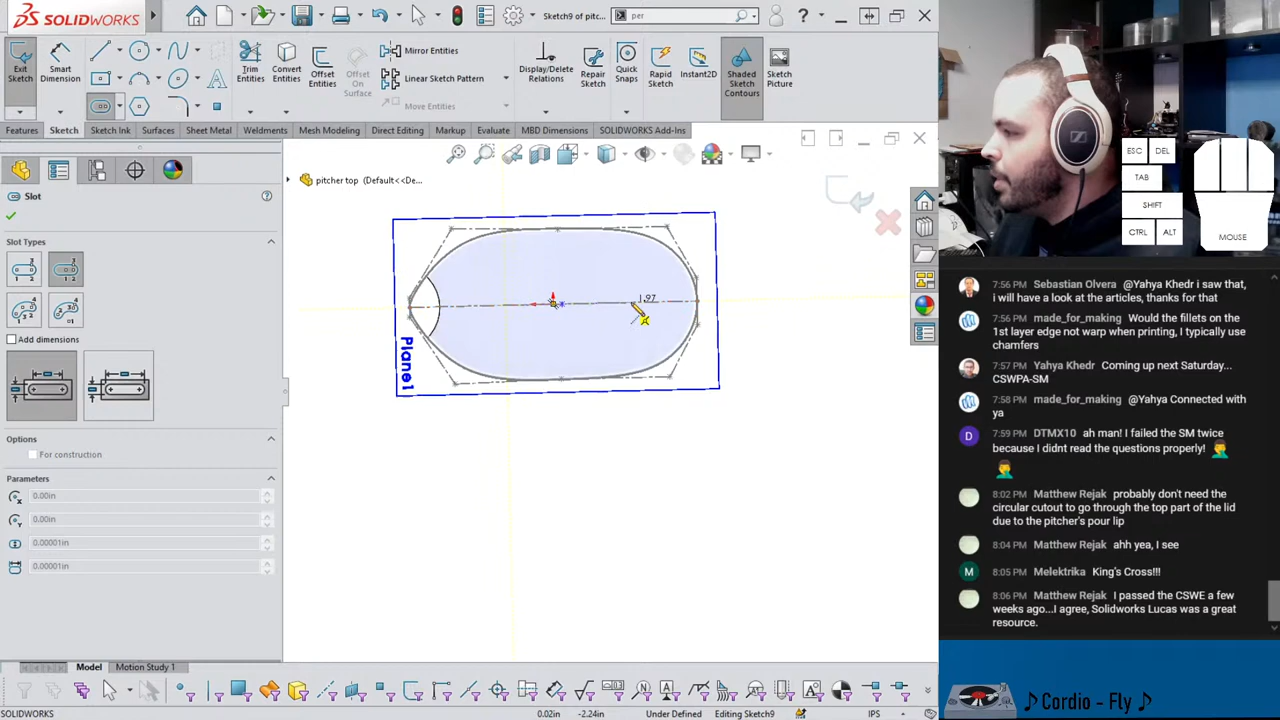 SOLIDWORKS
Sketch9 of pitc...
per
Exit Sketch
Smart Dimension
Trim Entities
Convert Entities
Offset Entities
Offset On Surface
Mirror Entities
Linear Sketch Pattern
Move Entities
Display/Delete Relations
Repair Sketch
Quick Snaps
Rapid Sketch
Instant2D
Shaded Sketch Contours
Sketch Picture
Features
Sketch
Sketch Ink
Surfaces
Sheet Metal
Weldments
Mesh Modeling
Direct Editing
Markup
Evaluate
MBD Dimensions
SOLIDWORKS Add-Ins
pitcher top (Default<<De...
Slot
Slot Types
Add dimensions
Options
For construction
Parameters
0.00in
0.00in
0.00001in
0.00001in
1.97
Plane1
ESC
DEL
TAB
SHIFT
CTRL
ALT
MOUSE
7:56 PM Sebastian Olvera @Yahya Khedr i saw that,
i will have a look at the articles, thanks for that
7:56 PM made_for_making Would the fillets on the
1st layer edge not warp when printing, I typically use
chamfers
7:57 PM Yahya Khedr Coming up next Saturday...
CSWPA-SM
7:58 PM made_for_making @Yahya Connected with
ya
D
7:59 PM DTMX10 ah man! I failed the SM twice
because I didnt read the questions properly! 🤦‍♂️
🤦‍♂️
8:02 PM Matthew Rejak probably don't need the
circular cutout to go through the top part of the lid
due to the pitcher's pour lip
8:04 PM Matthew Rejak ahh yea, I see
M
8:05 PM Melektrika King's Cross!!!
8:06 PM Matthew Rejak I passed the CSWE a few
weeks ago...I agree, Solidworks Lucas was a great
resource.
Model
Motion Study 1
SOLIDWORKS
0.02in
-2.24in
Under Defined
Editing Sketch9
IPS
♪ Cordio - Fly ♪